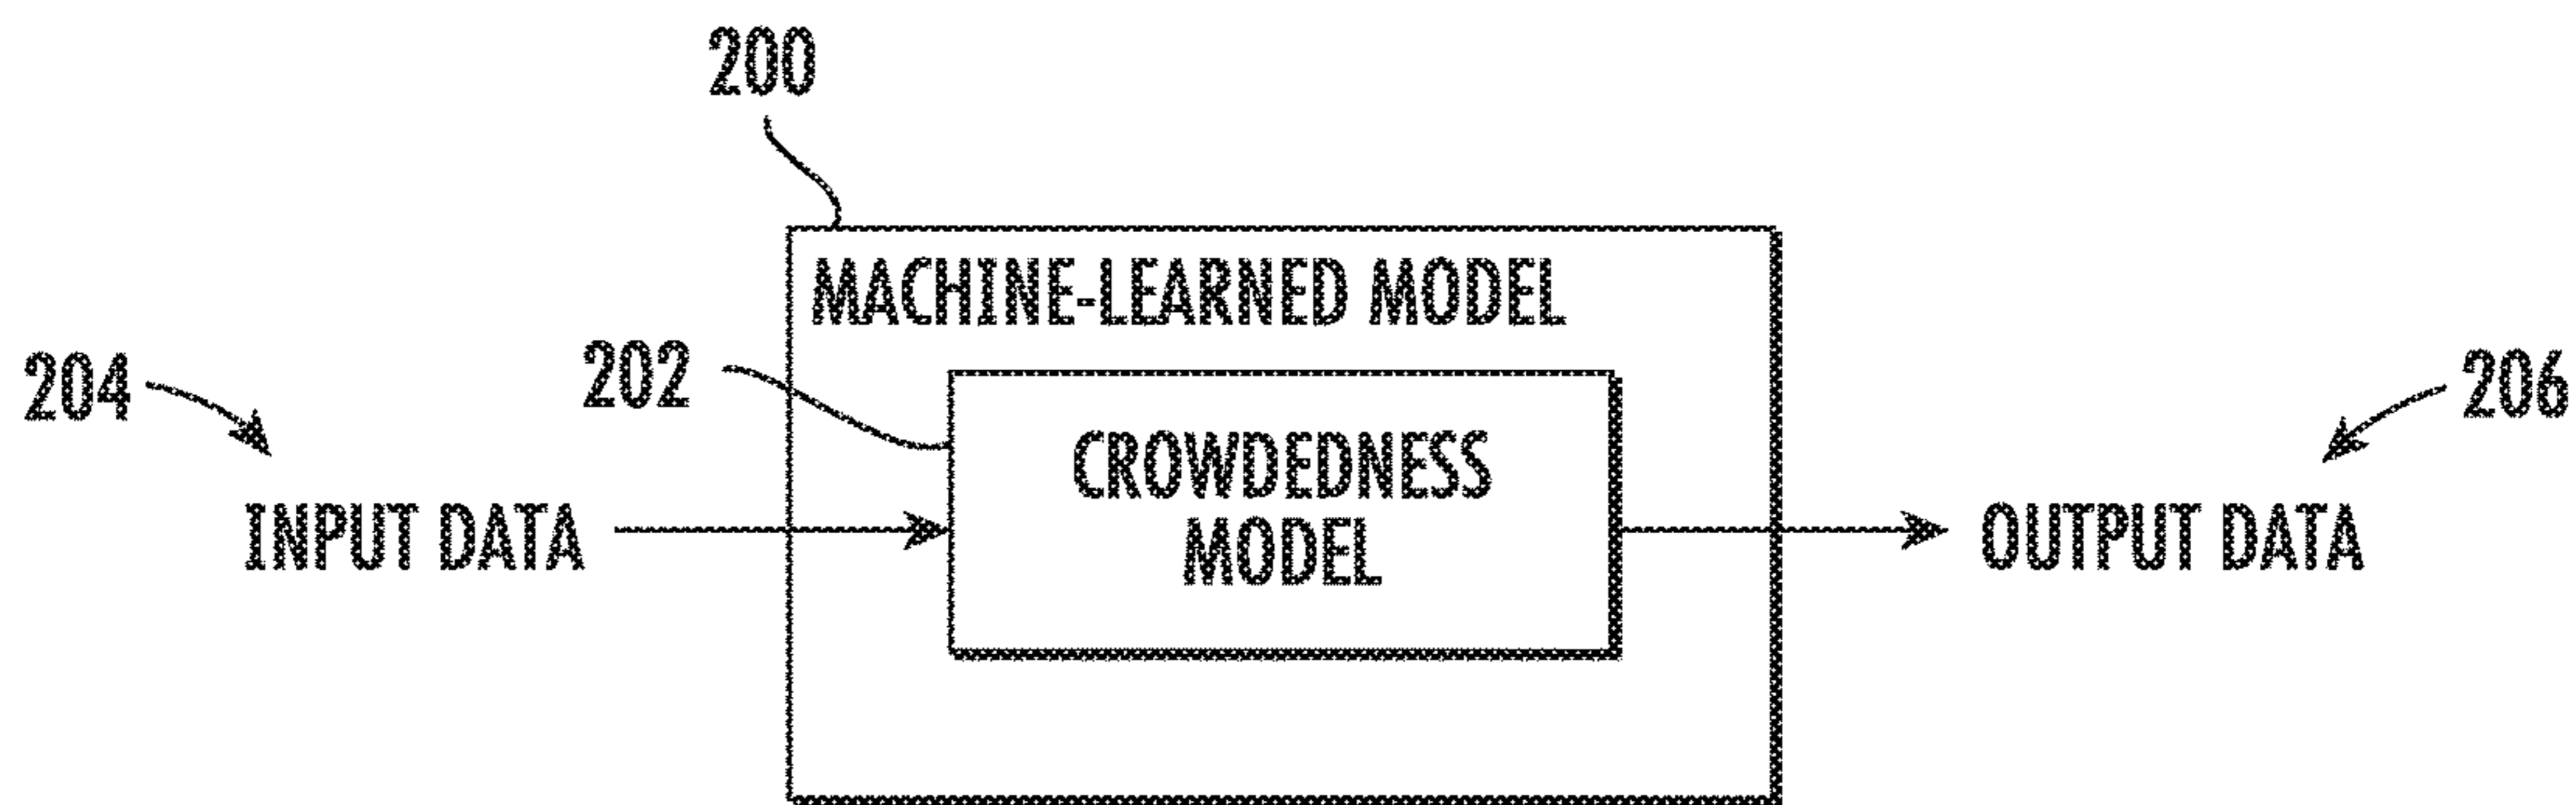 200
MACHINE-LEARNED MODEL
204
202
206
CROWDEDNESS
MODEL
INPUT DATA
OUTPUT DATA